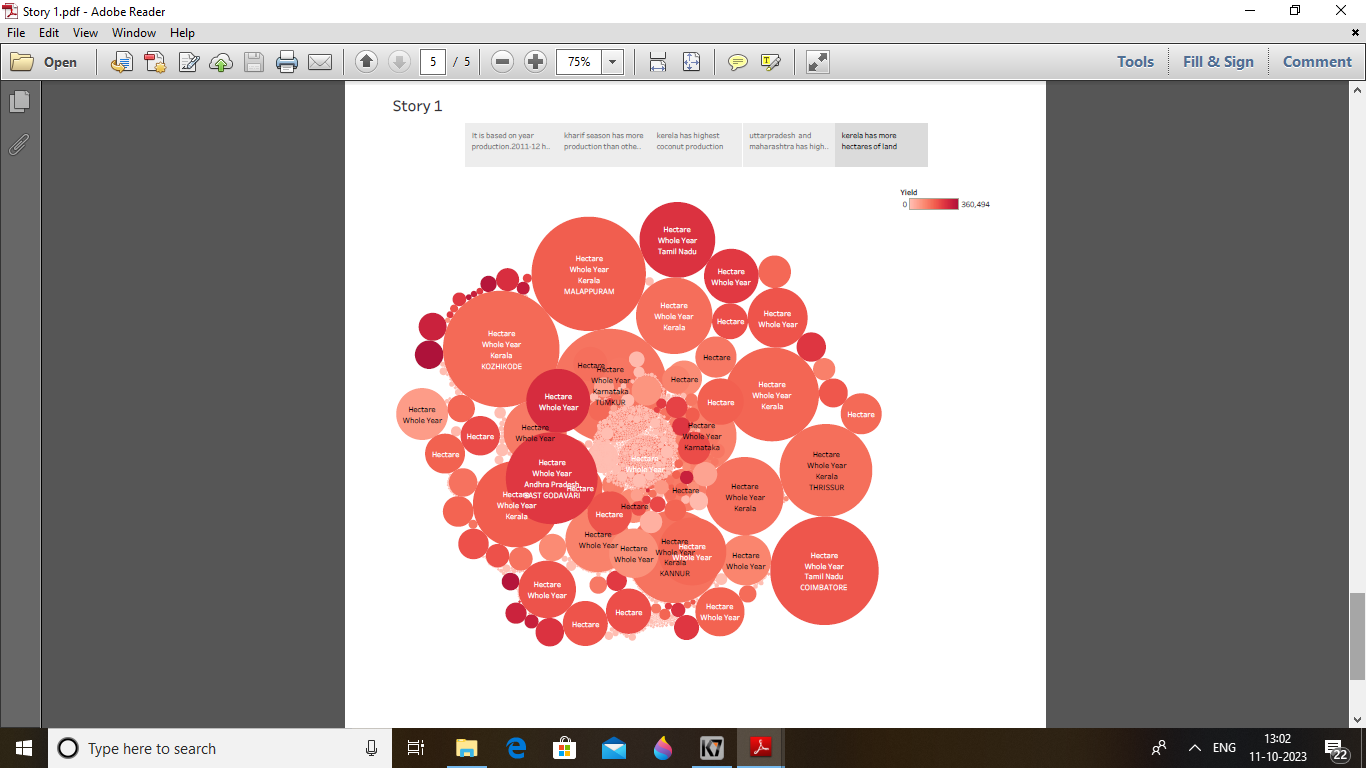 Story 1.pdf - Adobe Reader
File Edit View Window Help
Open
5 / 5
75%
Tools
Fill & Sign
Comment
Story 1
It is based on year
production.2011-12 h..
kharif season has more
production than othe..
kerela has highest
coconut production
uttarpradesh and
maharashtra has high..
kerela has more
hectares of land
Yield
0
360,494
Hectare
Whole Year
Tamil Nadu
Hectare
Whole Year
Kerala
MALAPPURAM
Hectare
Whole Year
Hectare
Whole Year
Kerala
Hectare
Hectare
Whole Year
Hectare
Whole Year
Kerala
KOZHIKODE
Hectare
Hectare
Hectare
Whole Year
Karnataka
TUMKUR
Hectare
Hectare
Whole Year
Kerala
Hectare
Whole Year
Hectare
Hectare
Whole Year
Hectare
Hectare
Whole Year
Hectare
Whole Year
Karnataka
Hectare
Hectare
Hectare
Whole Year
Kerala
THRISSUR
Hectare
Whole Year
Hectare
Whole Year
Andhra Pradesh
EAST GODAVARI
Hectare
Hectare
Hectare
Whole Year
Kerala
Hectare
Whole Year
Kerala
Hectare
Hectare
Hectare
Whole Year
Hectare
Whole Year
Hectare
Whole Year
Kerala
KANNUR
Hectare
Whole Year
Hectare
Whole Year
Hectare
Whole Year
Tamil Nadu
COIMBATORE
Hectare
Whole Year
Hectare
Hectare
Hectare
Whole Year
Type here to search
ENG
13:02
11-10-2023
22